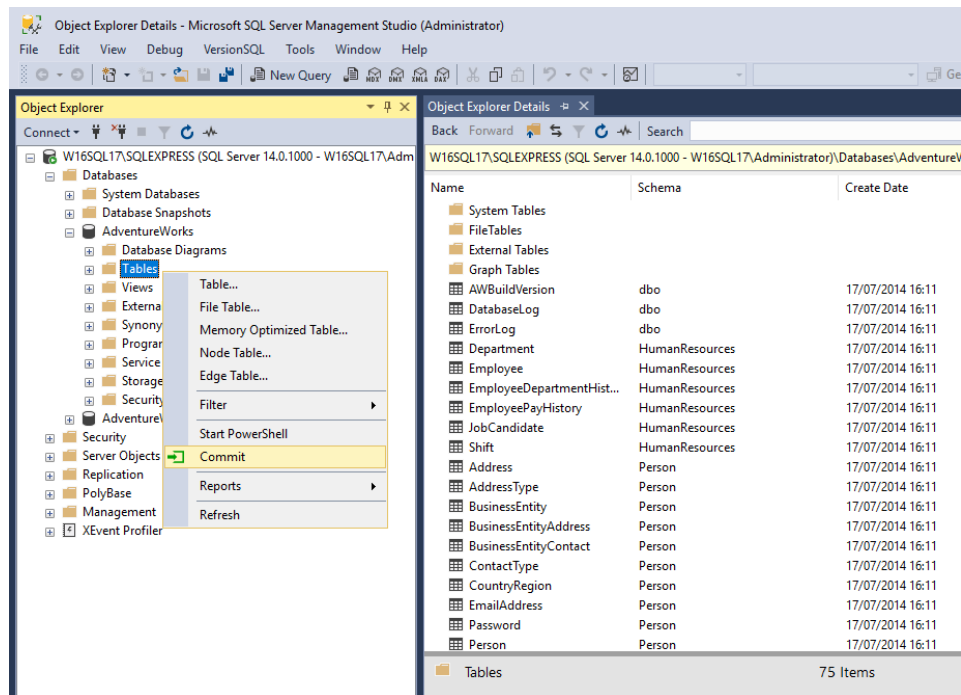 Object Explorer Details - Microsoft SQL Server Management Studio (Administrator)
File Edit View Debug VersionSQL Tools Window Help
New Query MDX DMX XMLA DAX Ge
Object Explorer
Connect
W16SQL17\SQLEXPRESS (SQL Server 14.0.1000 - W16SQL17\Adm
Databases
System Databases
Database Snapshots
AdventureWorks
Database Diagrams
Tables
Views
Externa
Synony
Program
Service
Storage
Security
AdventureW
Security
Server Objects
Replication
PolyBase
Management
XEvent Profiler
Table...
File Table...
Memory Optimized Table...
Node Table...
Edge Table...
Filter
Start PowerShell
Commit
Reports
Refresh
Object Explorer Details
Back Forward Search
W16SQL17\SQLEXPRESS (SQL Server 14.0.1000 - W16SQL17\Administrator)\Databases\AdventureW
Name Schema Create Date
System Tables
FileTables
External Tables
Graph Tables
AWBuildVersion dbo 17/07/2014 16:11
DatabaseLog dbo 17/07/2014 16:11
ErrorLog dbo 17/07/2014 16:11
Department HumanResources 17/07/2014 16:11
Employee HumanResources 17/07/2014 16:11
EmployeeDepartmentHist... HumanResources 17/07/2014 16:11
EmployeePayHistory HumanResources 17/07/2014 16:11
JobCandidate HumanResources 17/07/2014 16:11
Shift HumanResources 17/07/2014 16:11
Address Person 17/07/2014 16:11
AddressType Person 17/07/2014 16:11
BusinessEntity Person 17/07/2014 16:11
BusinessEntityAddress Person 17/07/2014 16:11
BusinessEntityContact Person 17/07/2014 16:11
ContactType Person 17/07/2014 16:11
CountryRegion Person 17/07/2014 16:11
EmailAddress Person 17/07/2014 16:11
Password Person 17/07/2014 16:11
Person Person 17/07/2014 16:11
Tables 75 Items